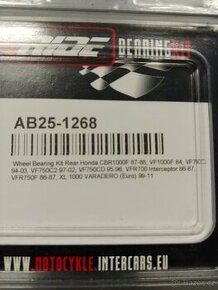 RIDE
BEARING
AB25-1268
Wheel Bearing Kit Rear Honda CBR1000F 87-88, VF1000F 84, VF750C
94-03, VF750C2 97-02, VF750CD 95-96, VFR700 Interceptor 86-87,
VFR750F 86-87, XL 1000 VARADERO (Euro) 99-11
WWW.MOTOCYKLE.INTERCARS.EU